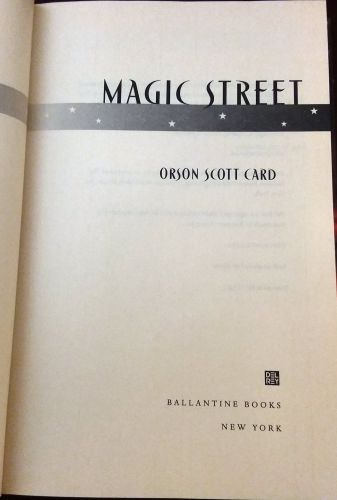 MAGIC STREET
ORSON SCOTT CARD
DEL
REY
BALLANTINE BOOKS
NEW YORK